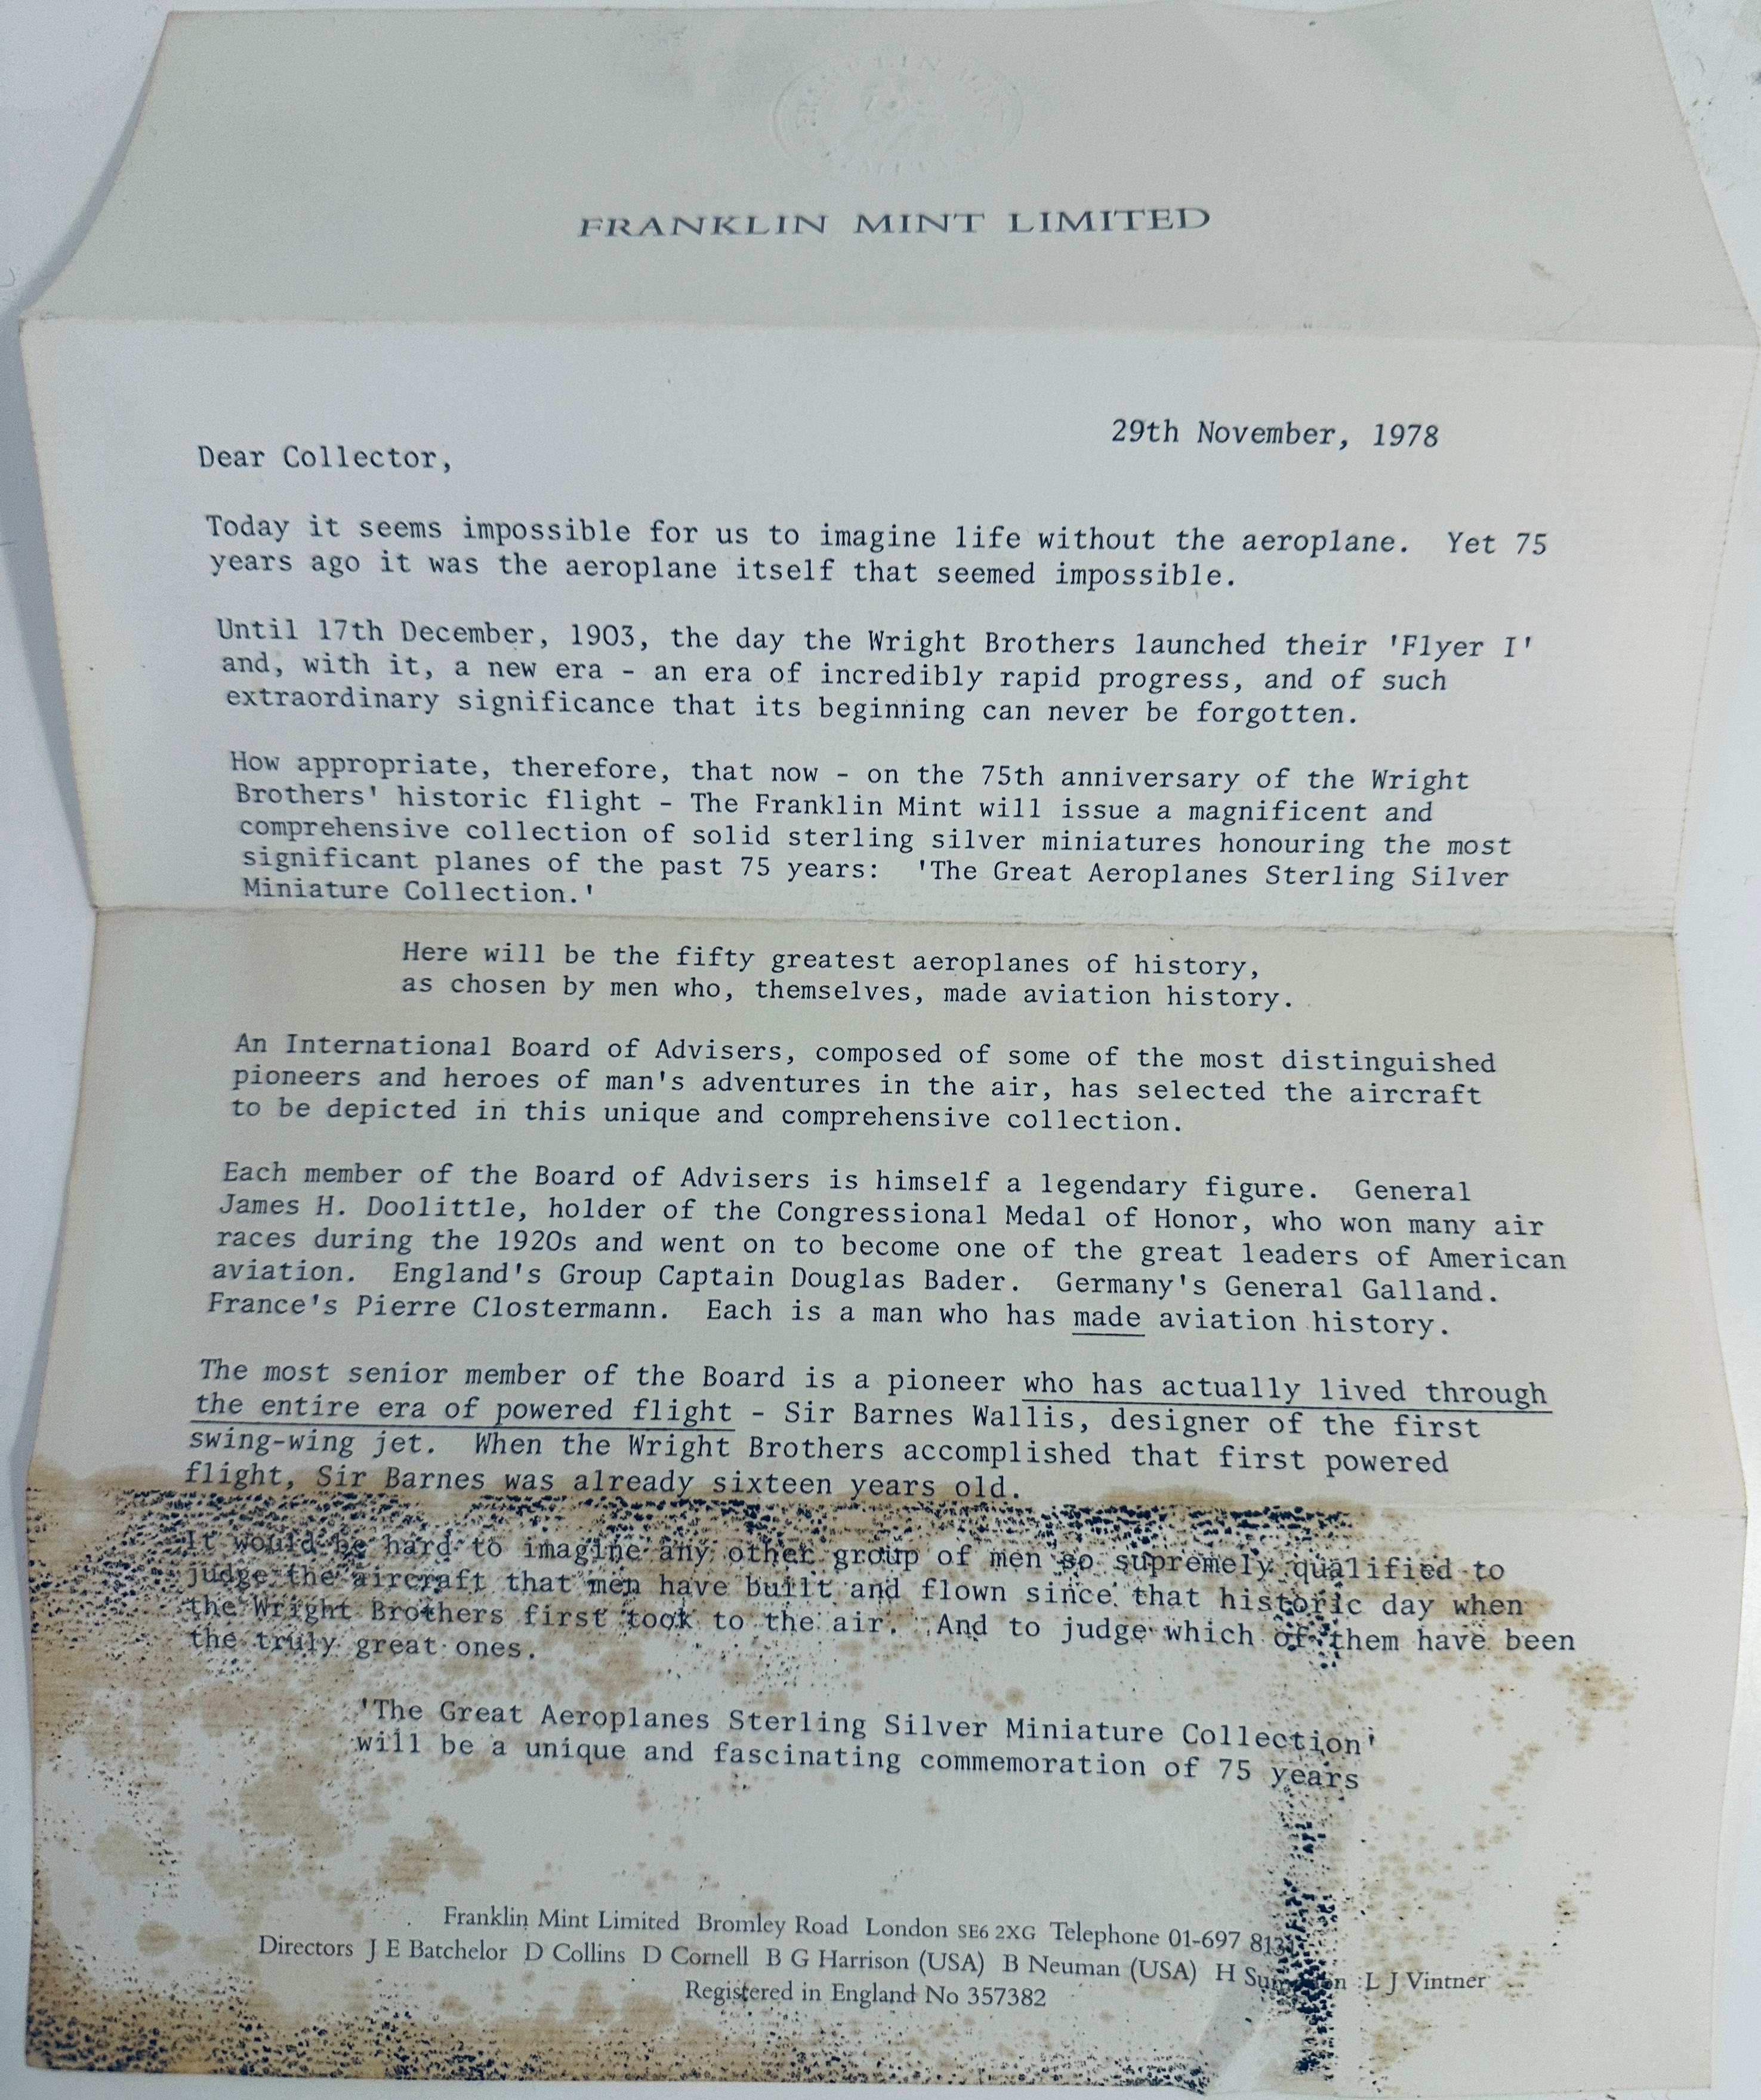 FRANKLIN MINT LIMITED
29th November, 1978
Dear Collector,
Today it seems impossible for us to imagine life without the aeroplane. Yet 75
years ago it was the aeroplane itself that seemed impossible.
Until 17th December, 1903, the day the Wright Brothers launched their 'Flyer I'
and, with it, a new era - an era of incredibly rapid progress, and of such
extraordinary significance that its beginning can never be forgotten.
How appropriate, therefore, that now - on the 75th anniversary of the Wright
Brothers' historic flight - The Franklin Mint will issue a magnificent and
comprehensive collection of solid sterling silver miniatures honouring the most
significant planes of the past 75 years: 'The Great Aeroplanes Sterling Silver
Miniature Collection.'
Here will be the fifty greatest aeroplanes of history,
as chosen by men who, themselves, made aviation history.
An International Board of Advisers, composed of some of the most distinguished
pioneers and heroes of man's adventures in the air, has selected the aircraft
to be depicted in this unique and comprehensive collection.
Each member of the Board of Advisers is himself a legendary figure. General
James H. Doolittle, holder of the Congressional Medal of Honor, who won many air
races during the 1920s and went on to become one of the great leaders of American
aviation. England's Group Captain Douglas Bader. Germany's General Galland.
France's Pierre Clostermann. Each is a man who has made aviation history.
The most senior member of the Board is a pioneer who has actually lived through
the entire era of powered flight - Sir Barnes Wallis, designer of the first
swing-wing jet. When the Wright Brothers accomplished that first powered
flight, Sir Barnes was already sixteen years old.
It would be hard to imagine any other group of men so supremely qualified to
judge the aircraft that men have built and flown since that historic day when
the Wright Brothers first took to the air. And to judge which of them have been
the truly great ones.
'The Great Aeroplanes Sterling Silver Miniature Collection'
will be a unique and fascinating commemoration of 75 years
Franklin Mint Limited Bromley Road London SE6 2XG Telephone 01-697
Directors J E Batchelor D Collins D Cornell B G Harrison (USA) B Neuman (USA) H L J Vintner
Registered in England No 357382